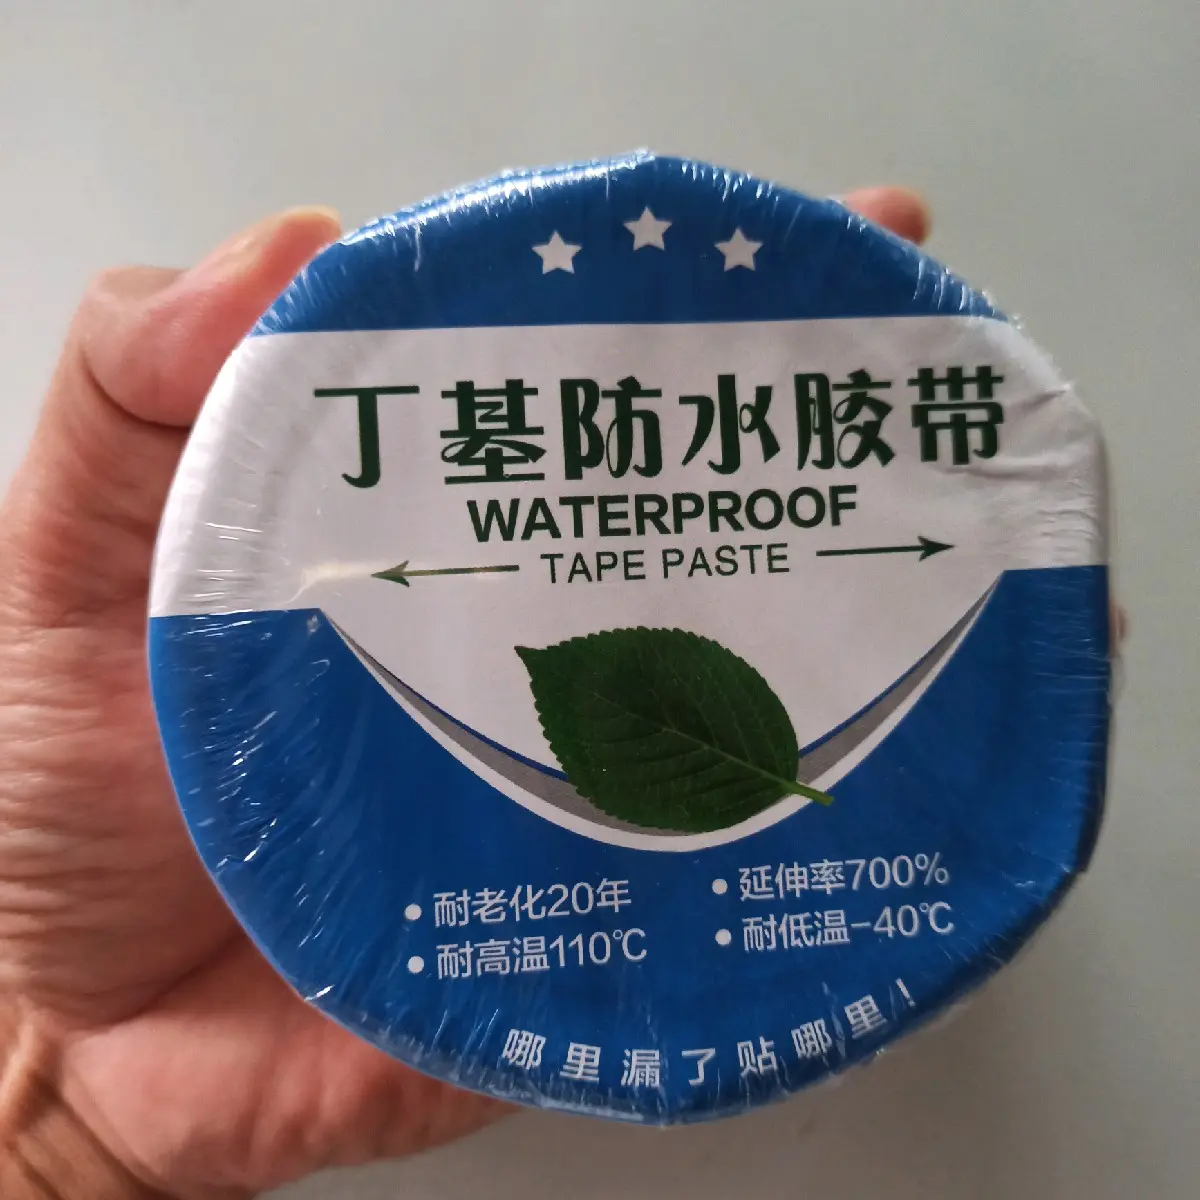 丁基防水胶带
WATERPROOF
TAPE PASTE
• 耐老化20年
• 延伸率700%
• 耐高温110℃
• 耐低温-40℃
哪里漏了贴哪里！